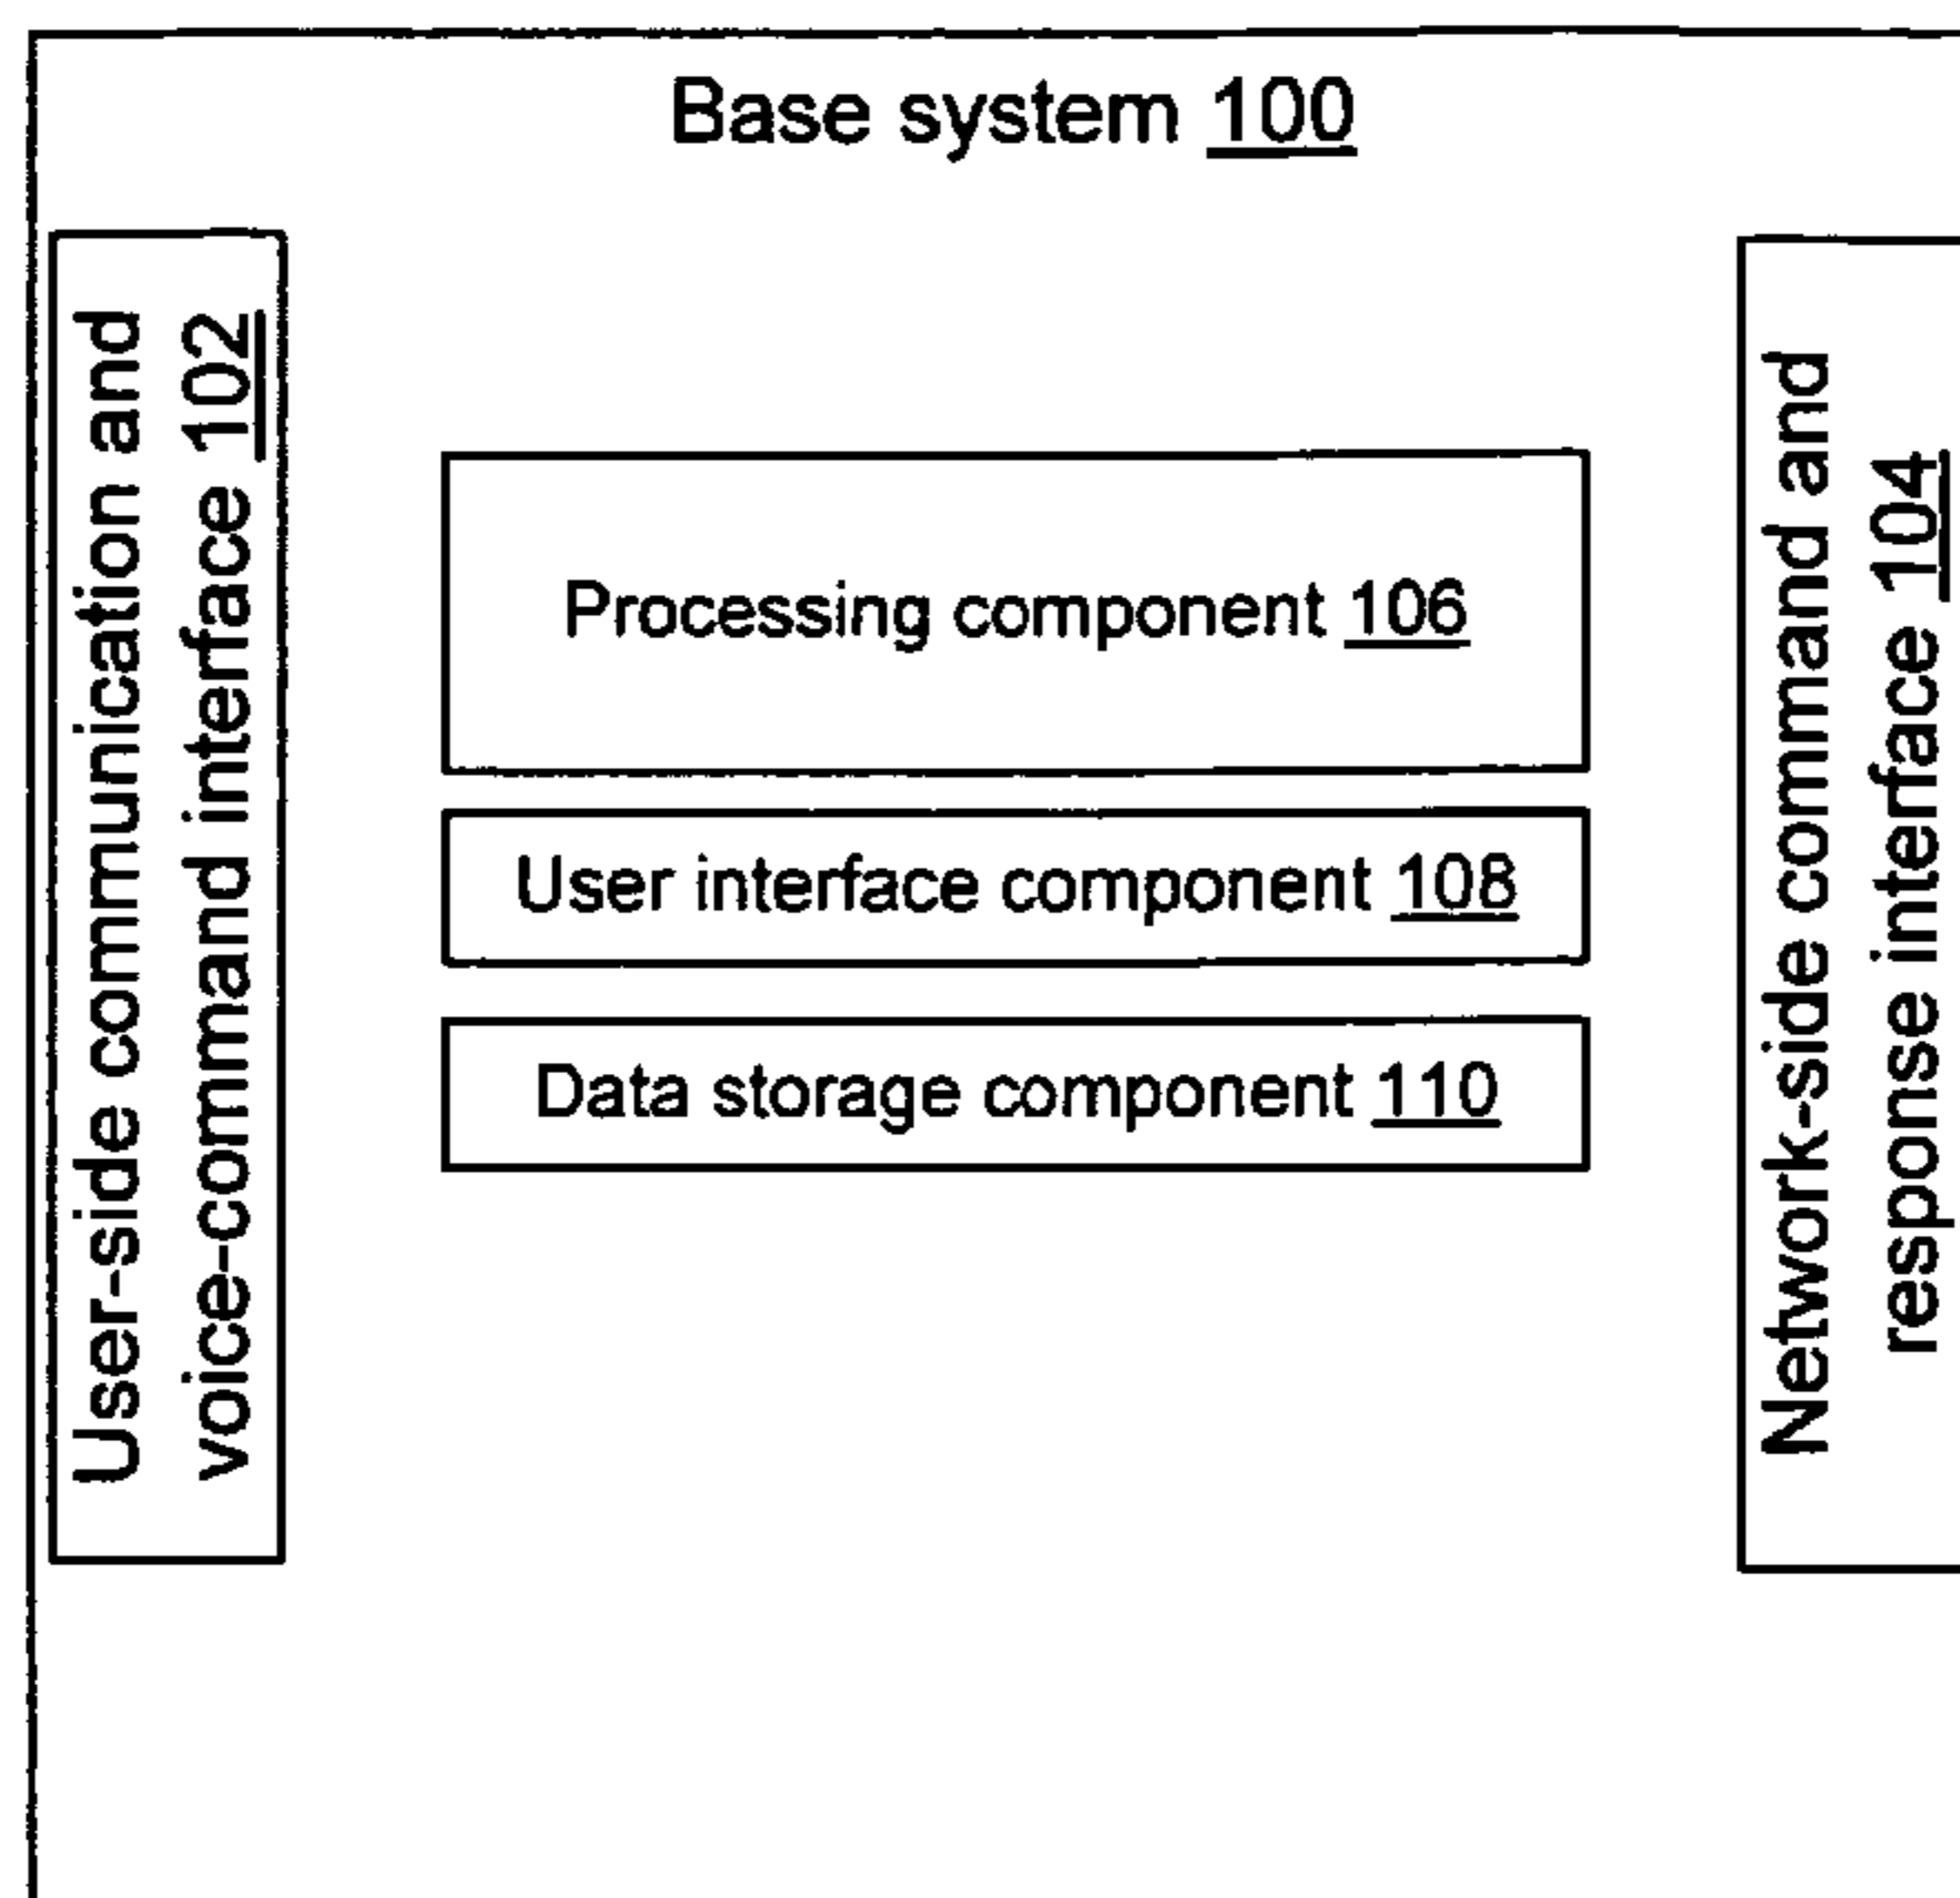 Base system 100
User-side communication and
voice-command interface 102
Processing component 106
User interface component 108
Data storage component 110
Network-side command and
response interface 104